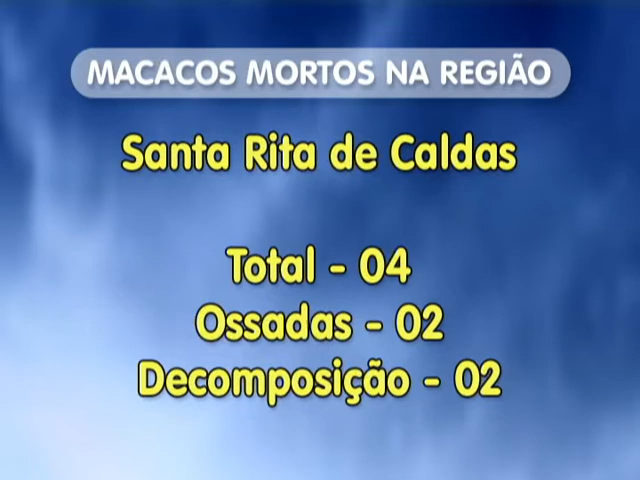 MACACOS MORTOS NA REGIÃO
Santa Rita de Caldas
Total - 04
Ossadas - 02
Decomposição - 02